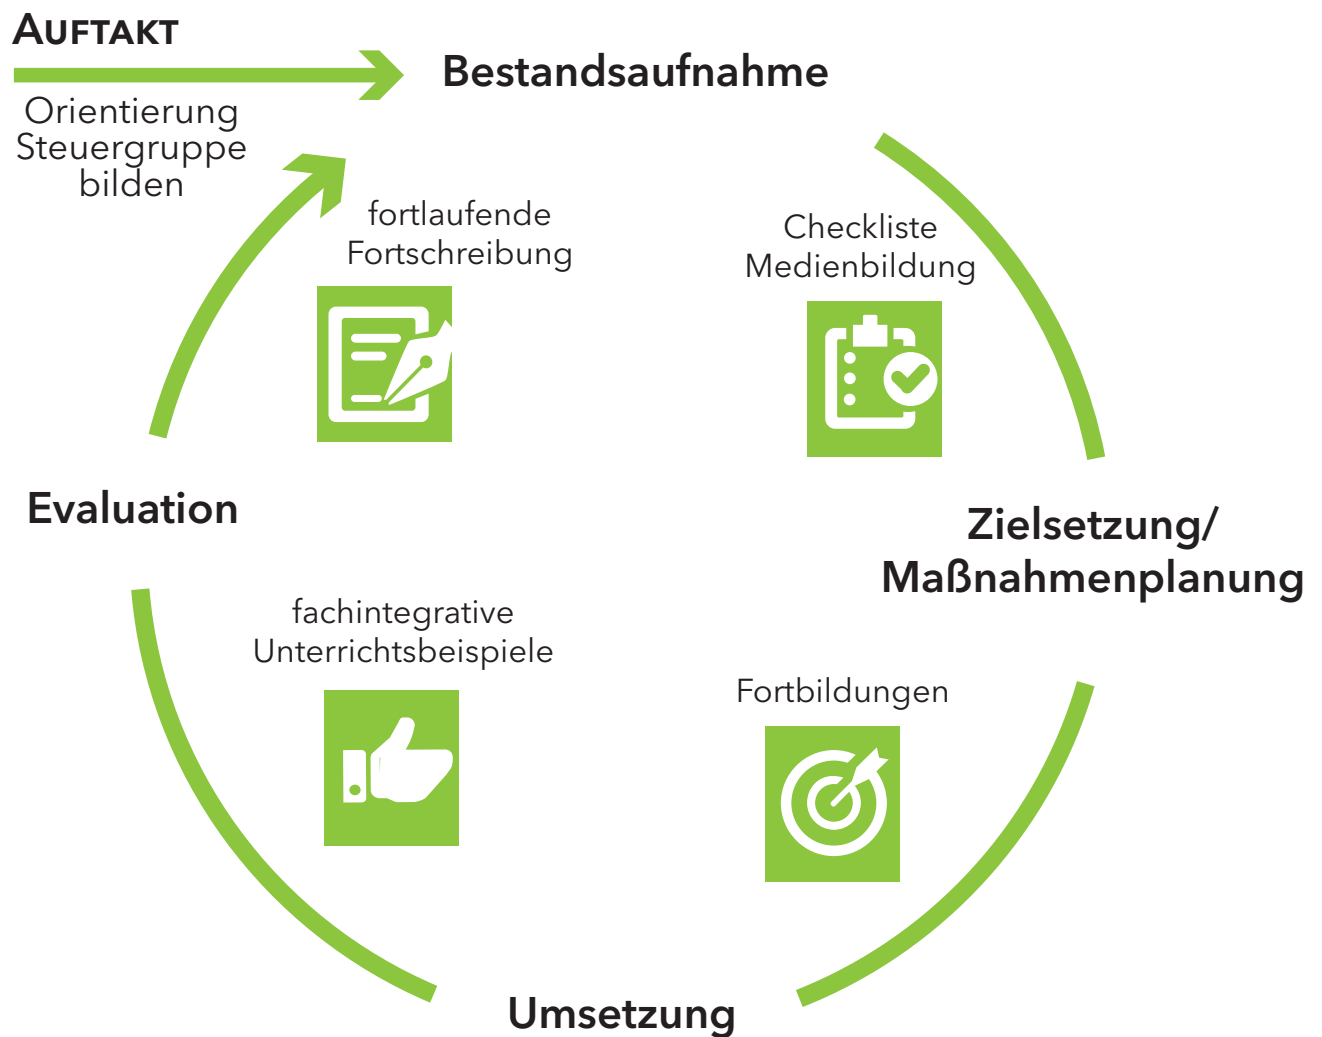 AUFTAKT
Bestandsaufnahme
Orientierung
Steuergruppe
bilden
fortlaufende
Fortschreibung
Checkliste
Medienbildung
Evaluation
Zielsetzung/
Maßnahmenplanung
fachintegrative
Unterrichtsbeispiele
Fortbildungen
Umsetzung